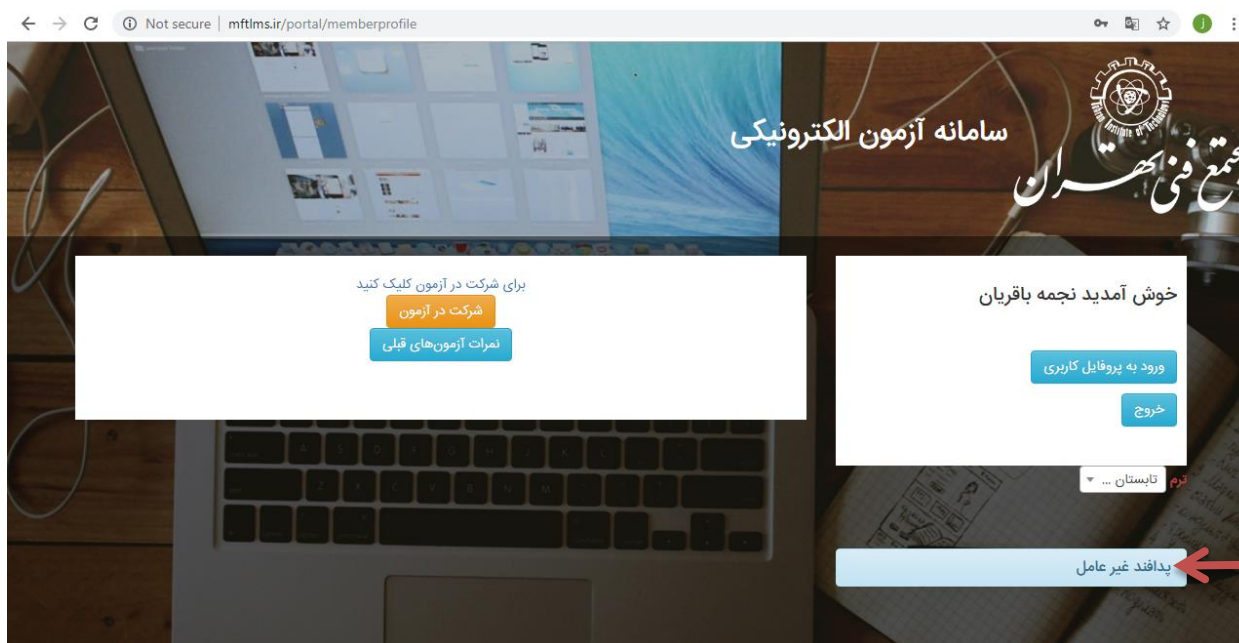 Not secure | mftlms.ir/portal/memberprofile
J
Tehran Institute of Technology
مجتمع فنی تهران
سامانه آزمون الکترونیکی
خوش آمدید نجمه باقریان
ورود به پروفایل کاربری
خروج
برای شرکت در آزمون کلیک کنید
شرکت در آزمون
نمرات آزمون‌های قبلی
ترم تابستان ...
پدافند غیر عامل